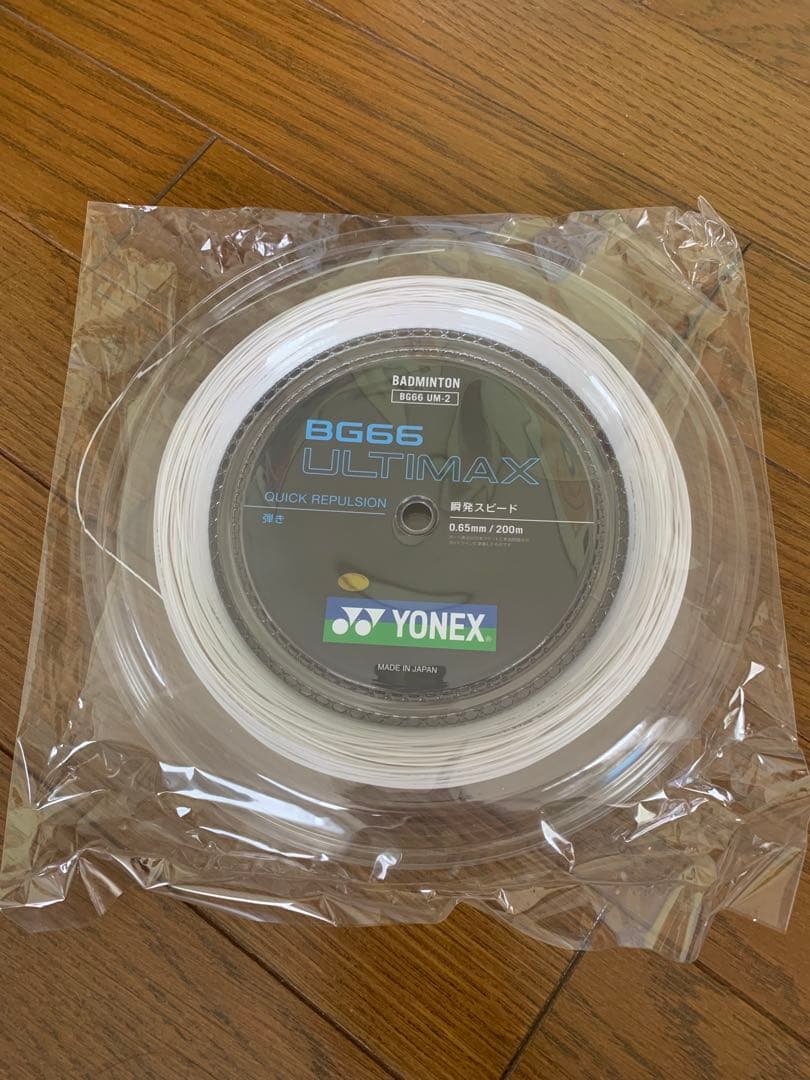 BADMINTON
BG66 UM-2
BG66
ULTIMAX
QUICK REPULSION
弾き
瞬発スピード
0.65mm / 200m
YONEX®
MADE IN JAPAN